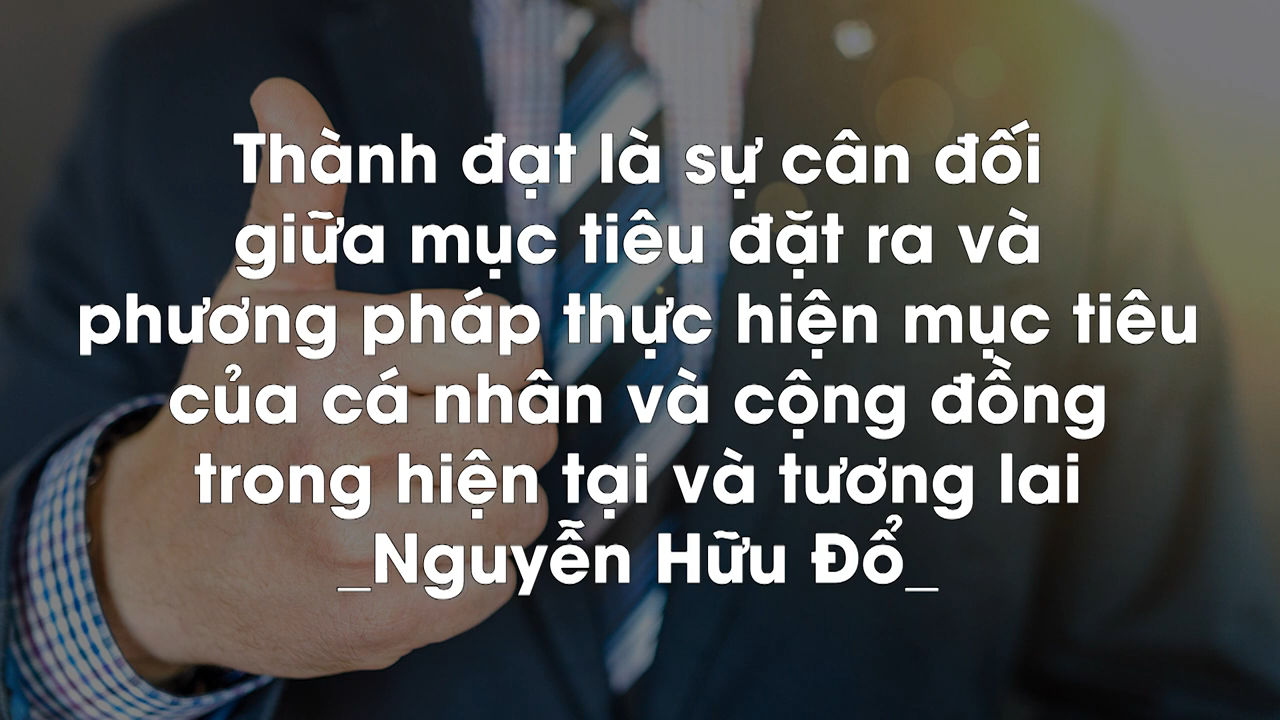 Thành đạt là sự cân đối
giữa mục tiêu đặt ra và
phương pháp thực hiện mục tiêu
của cá nhân và cộng đồng
trong hiện tại và tương lai
_Nguyễn Hữu Đổ_